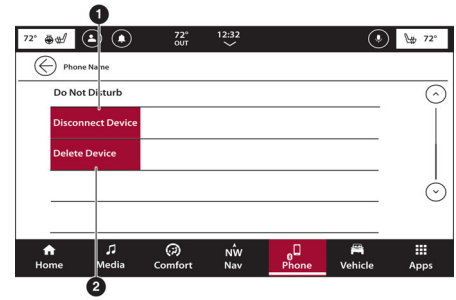 1
72° 72° OUT 12:32 72°
Phone Name
Do Not Disturb
Disconnect Device
Delete Device
NW
Home Media Comfort Nav Phone Vehicle Apps
2